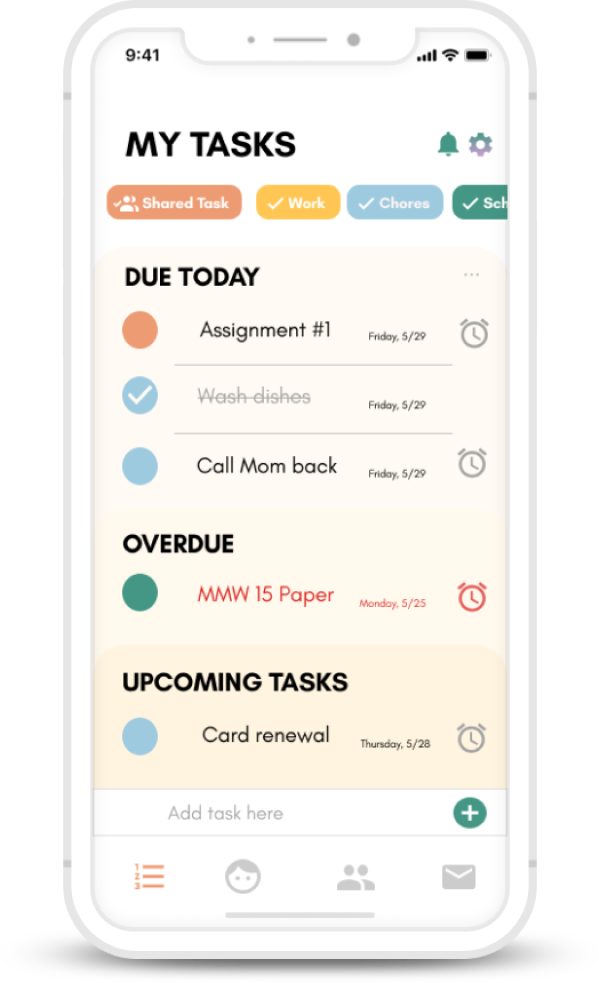 9:41
MY TASKS
Shared Task Work Chores Sch
DUE TODAY
Assignment #1 Friday, 5/29
Wash dishes Friday, 5/29
Call Mom back Friday, 5/29
OVERDUE
MMW 15 Paper Monday, 5/25
UPCOMING TASKS
Card renewal Thursday, 5/28
Add task here
1
2
3